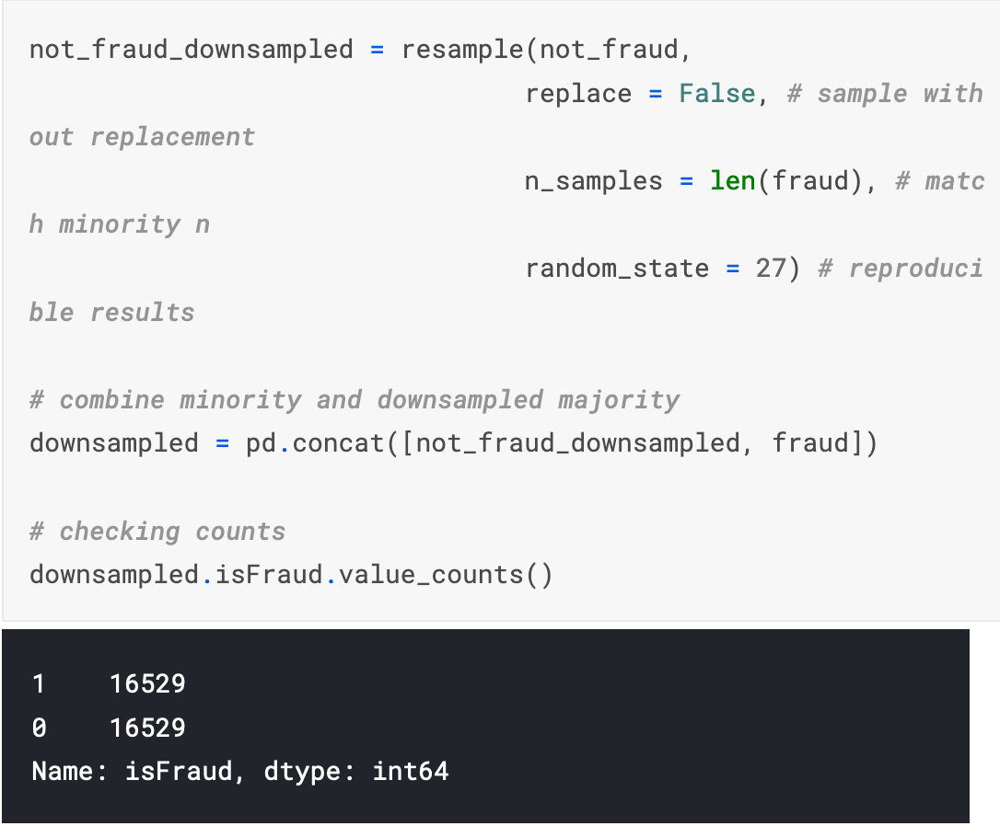 not_fraud_downsampled = resample(not_fraud,
replace = False, # sample with
out replacement
n_samples = len(fraud), # matc
h minority n
random_state = 27) # reproduci
ble results
# combine minority and downsampled majority
downsampled = pd.concat([not_fraud_downsampled, fraud])
# checking counts
downsampled.isFraud.value_counts()
1    16529
0    16529
Name: isFraud, dtype: int64